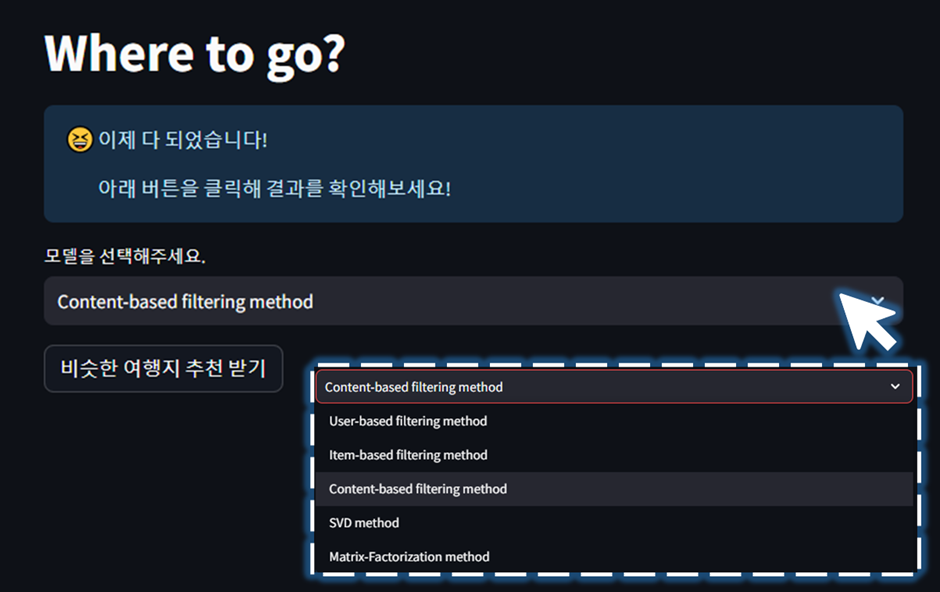 Where to go?
😆 이제 다 되었습니다!
아래 버튼을 클릭해 결과를 확인해보세요!
모델을 선택해주세요.
Content-based filtering method
비슷한 여행지 추천 받기
Content-based filtering method
User-based filtering method
Item-based filtering method
Content-based filtering method
SVD method
Matrix-Factorization method